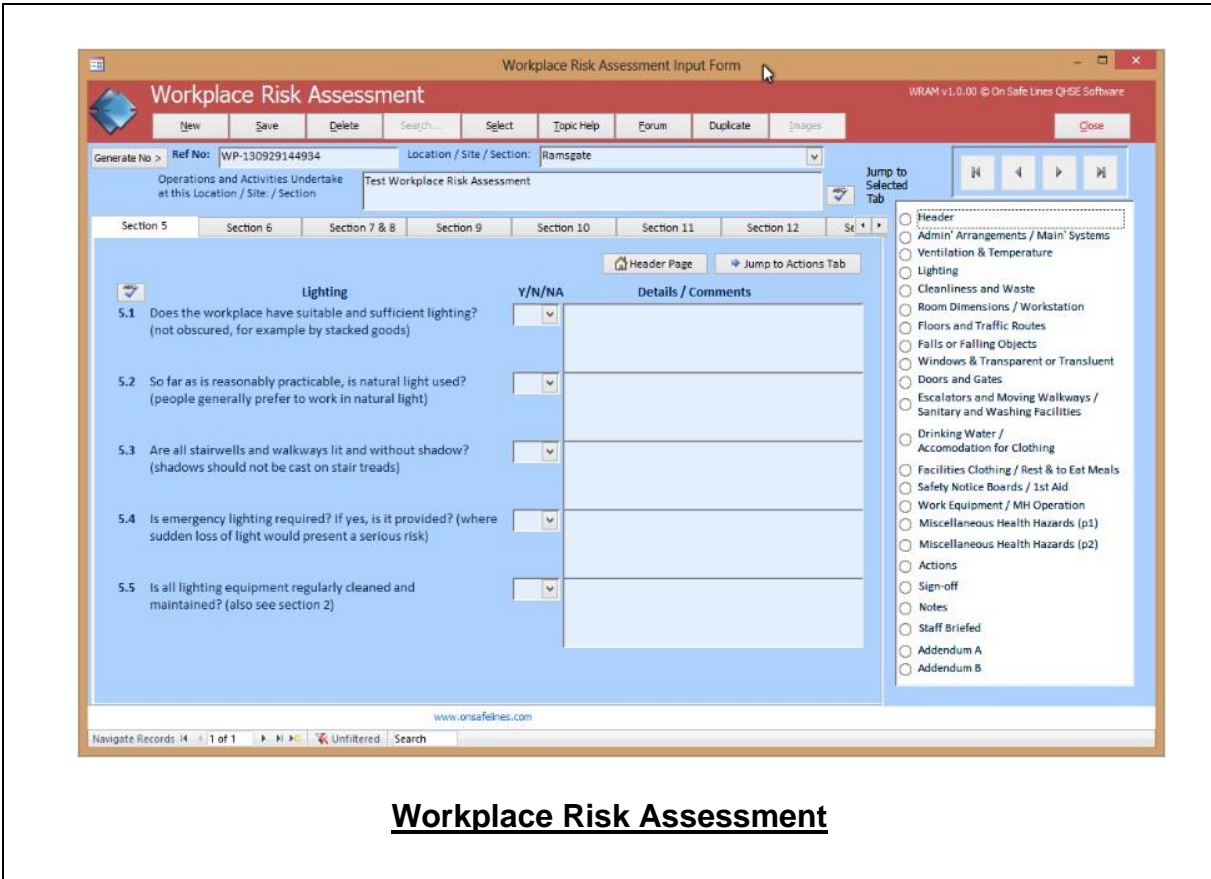 Workplace Risk Assessment Input Form
Workplace Risk Assessment
WRAM v1.0.00 © On Safe Lines QHSE Software
New Save Delete Search... Select Topic Help Forum Duplicate Images Close
Generate No > Ref No: WP-130929144934 Location / Site / Section: Ramsgate
Operations and Activities Undertake
at this Location / Site: / Section
Test Workplace Risk Assessment
Jump to
Selected
Tab
Section 5 Section 6 Section 7 & 8 Section 9 Section 10 Section 11 Section 12 Se
Header Page Jump to Actions Tab
Lighting Y/N/NA Details / Comments
5.1 Does the workplace have suitable and sufficient lighting?
(not obscured, for example by stacked goods)
5.2 So far as is reasonably practicable, is natural light used?
(people generally prefer to work in natural light)
5.3 Are all stairwells and walkways lit and without shadow?
(shadows should not be cast on stair treads)
5.4 Is emergency lighting required? If yes, is it provided? (where
sudden loss of light would present a serious risk)
5.5 Is all lighting equipment regularly cleaned and
maintained? (also see section 2)
Header
Admin' Arrangements / Main' Systems
Ventilation & Temperature
Lighting
Cleanliness and Waste
Room Dimensions / Workstation
Floors and Traffic Routes
Falls or Falling Objects
Windows & Transparent or Transluent
Doors and Gates
Escalators and Moving Walkways /
Sanitary and Washing Facilities
Drinking Water /
Accomodation for Clothing
Facilities Clothing / Rest & to Eat Meals
Safety Notice Boards / 1st Aid
Work Equipment / MH Operation
Miscellaneous Health Hazards (p1)
Miscellaneous Health Hazards (p2)
Actions
Sign-off
Notes
Staff Briefed
Addendum A
Addendum B
www.onsafelines.com
Navigate Records 1 of 1 Unfiltered Search
Workplace Risk Assessment